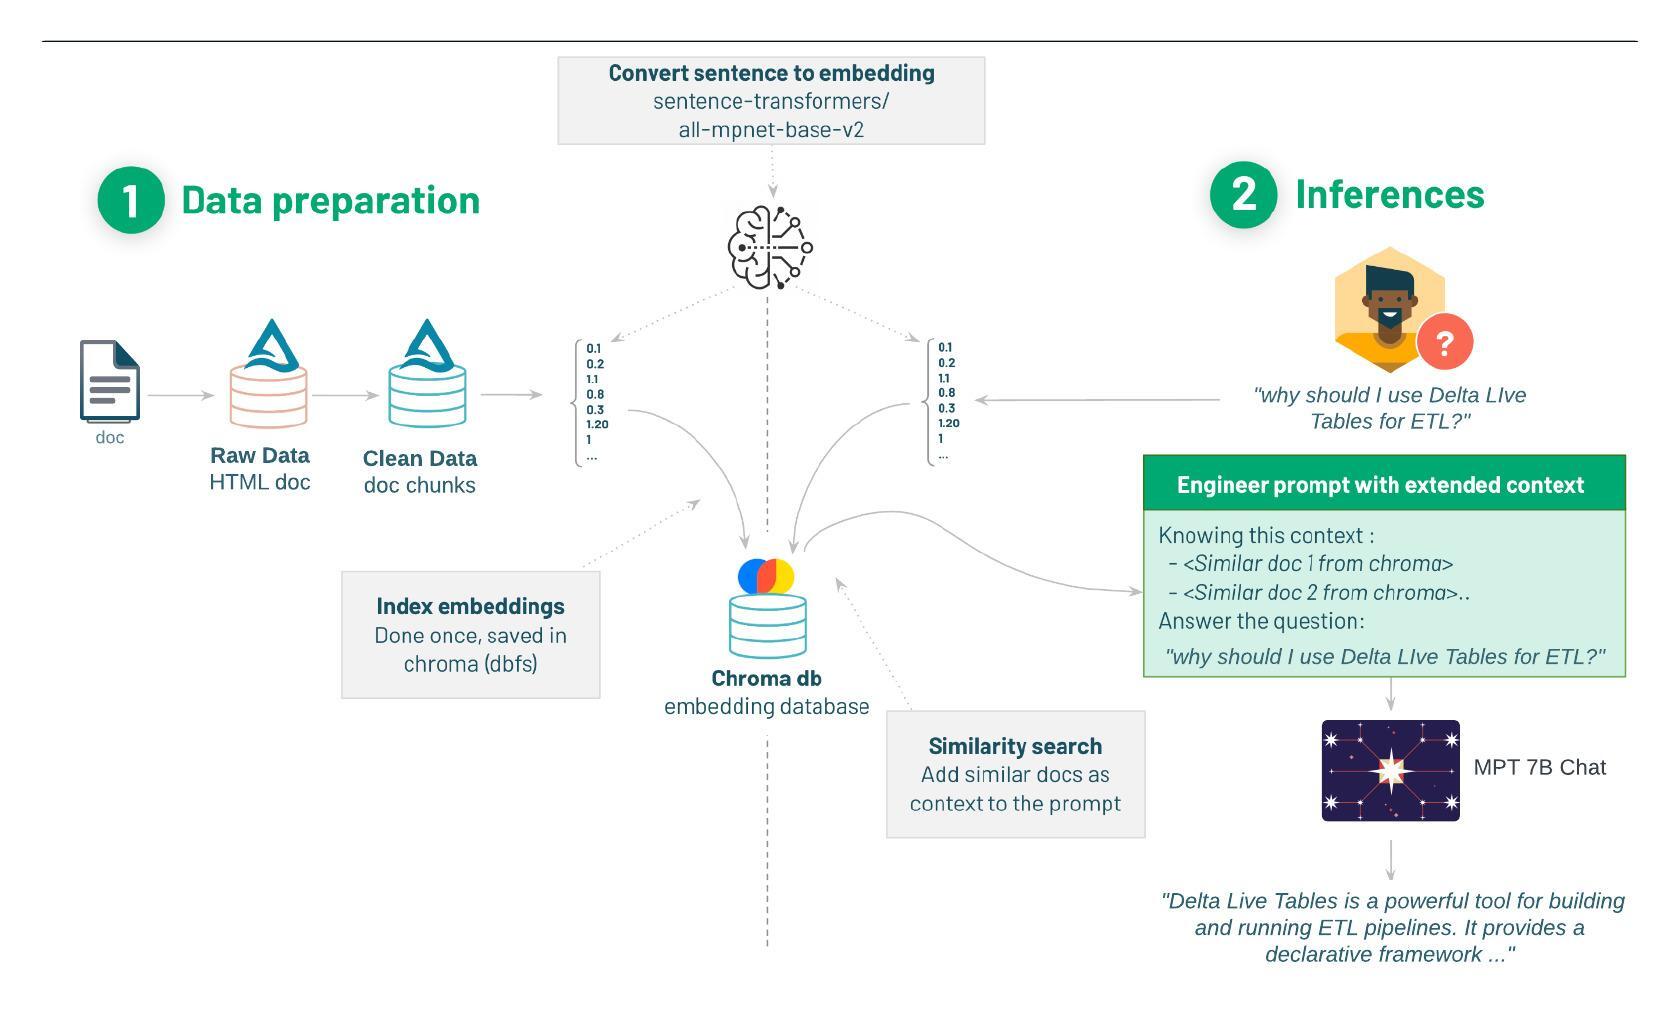 Convert sentence to embedding
sentence-transformers/
all-mpnet-base-v2
1 Data preparation
2 Inferences
doc
Raw Data
HTML doc
Clean Data
doc chunks
0.1
0.2
1.1
0.8
0.3
1.20
1
...
0.1
0.2
1.1
0.8
0.3
1.20
1
...
?
"why should I use Delta LIve
Tables for ETL?"
Index embeddings
Done once, saved in
chroma (dbfs)
Chroma db
embedding database
Similarity search
Add similar docs as
context to the prompt
Engineer prompt with extended context
Knowing this context :
- <Similar doc 1 from chroma>
- <Similar doc 2 from chroma>..
Answer the question:
"why should I use Delta LIve Tables for ETL?"
MPT 7B Chat
"Delta Live Tables is a powerful tool for building
and running ETL pipelines. It provides a
declarative framework ..."